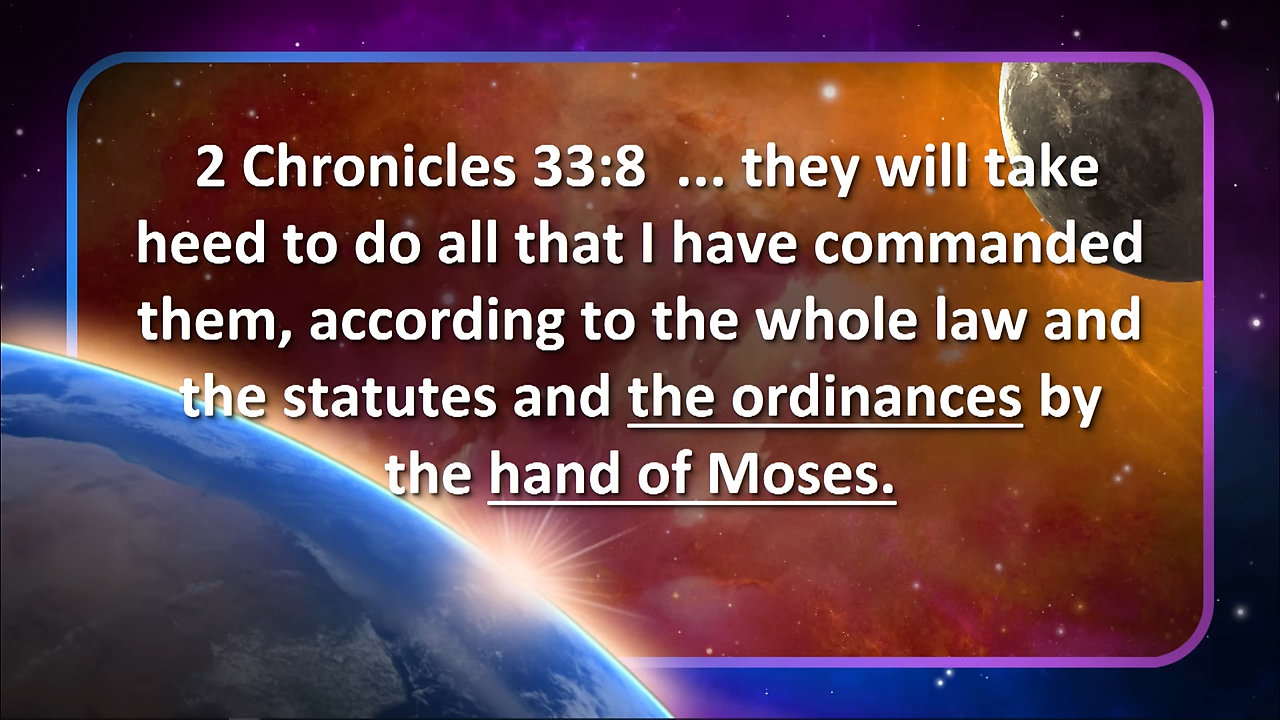 2 Chronicles 33:8  ... they will take
heed to do all that I have commanded
them, according to the whole law and
the statutes and the ordinances by
the hand of Moses.